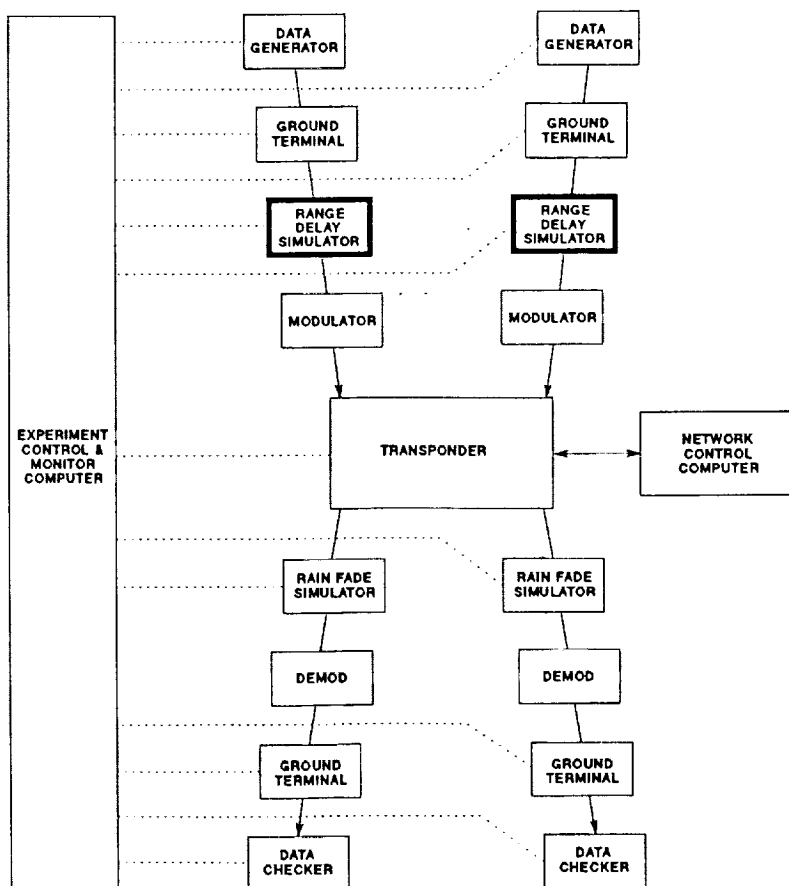 DATA
GENERATOR
DATA
GENERATOR
GROUND
TERMINAL
GROUND
TERMINAL
RANGE
DELAY
SIMULATOR
RANGE
DELAY
SIMULATOR
MODULATOR
MODULATOR
EXPERIMENT
CONTROL &
MONITOR
COMPUTER
TRANSPONDER
NETWORK
CONTROL
COMPUTER
RAIN FADE
SIMULATOR
RAIN FADE
SIMULATOR
DEMOD
DEMOD
GROUND
TERMINAL
GROUND
TERMINAL
DATA
CHECKER
DATA
CHECKER